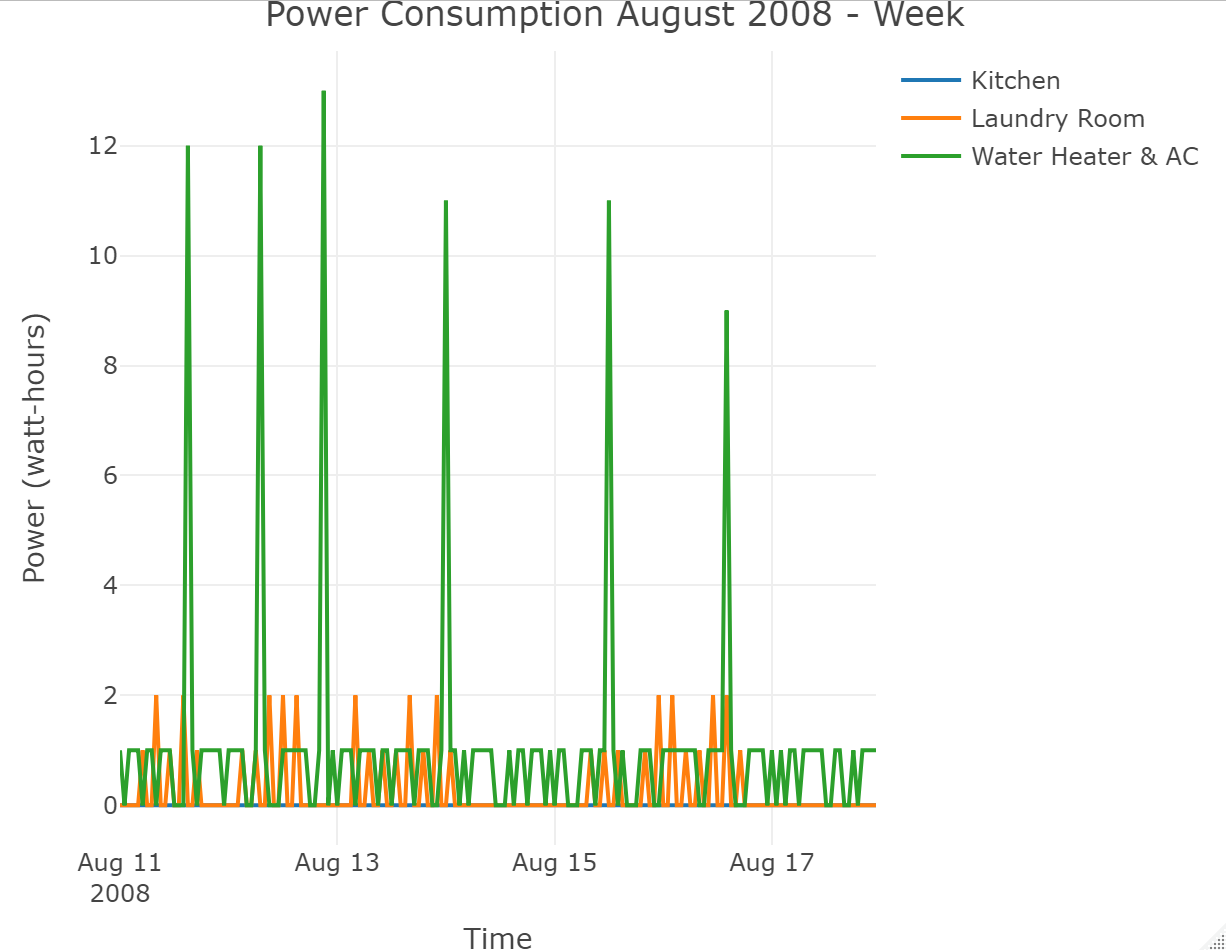 Power Consumption August 2008 - Week
Kitchen
Laundry Room
Water Heater & AC
12
10
8
6
4
2
0
Power (watt-hours)
Aug 11
2008
Aug 13
Aug 15
Aug 17
Time